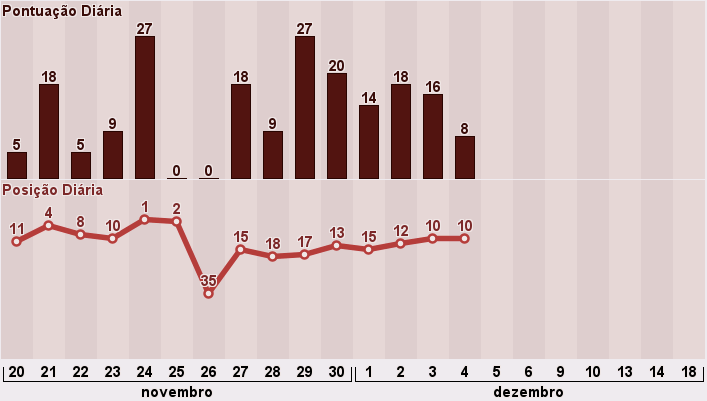 Pontuação Diária
5 18 5 9 27 0 0 18 9 27 20 14 18 16 8
Posição Diária
11 4 8 10 1 2 35 15 18 17 13 15 12 10 10
20 21 22 23 24 25 26 27 28 29 30 1 2 3 4 5 6 9 10 13 14 18
novembro dezembro